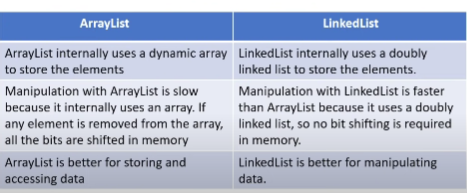 ArrayList
LinkedList
ArrayList internally uses a dynamic array
to store the elements
LinkedList internally uses a doubly
linked list to store the elements.
Manipulation with ArrayList is slow
because it internally uses an array. If
any element is removed from the array,
all the bits are shifted in memory
Manipulation with LinkedList is faster
than ArrayList because it uses a doubly
linked list, so no bit shifting is required
in memory.
ArrayList is better for storing and
accessing data
LinkedList is better for manipulating
data.